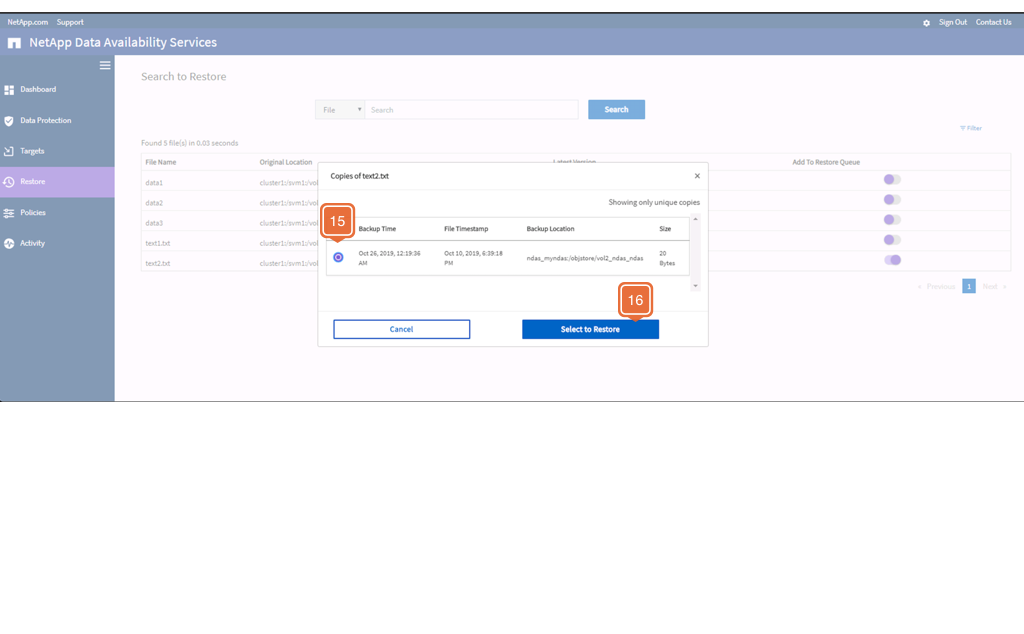 NetApp.com Support
Sign Out Contact Us
NetApp Data Availability Services
Dashboard
Data Protection
Targets
Restore
Policies
Activity
Search to Restore
File Search Search
Filter
Found 5 file(s) in 0.03 seconds
File Name Original Location Latest Version Add To Restore Queue
data1 cluster1:/svm1:/vol
data2 cluster1:/svm1:/vol
data3 cluster1:/svm1:/vol
text1.txt cluster1:/svm1:/vol
text2.txt cluster1:/svm1:/vol
« Previous 1 Next »
Copies of text2.txt ×
Showing only unique copies
15
Backup Time File Timestamp Backup Location Size
Oct 26, 2019, 12:19:36 AM Oct 10, 2019, 6:39:18 PM ndas_myndas:/objstore/vol2_ndas_ndas 20 Bytes
16
Cancel Select to Restore